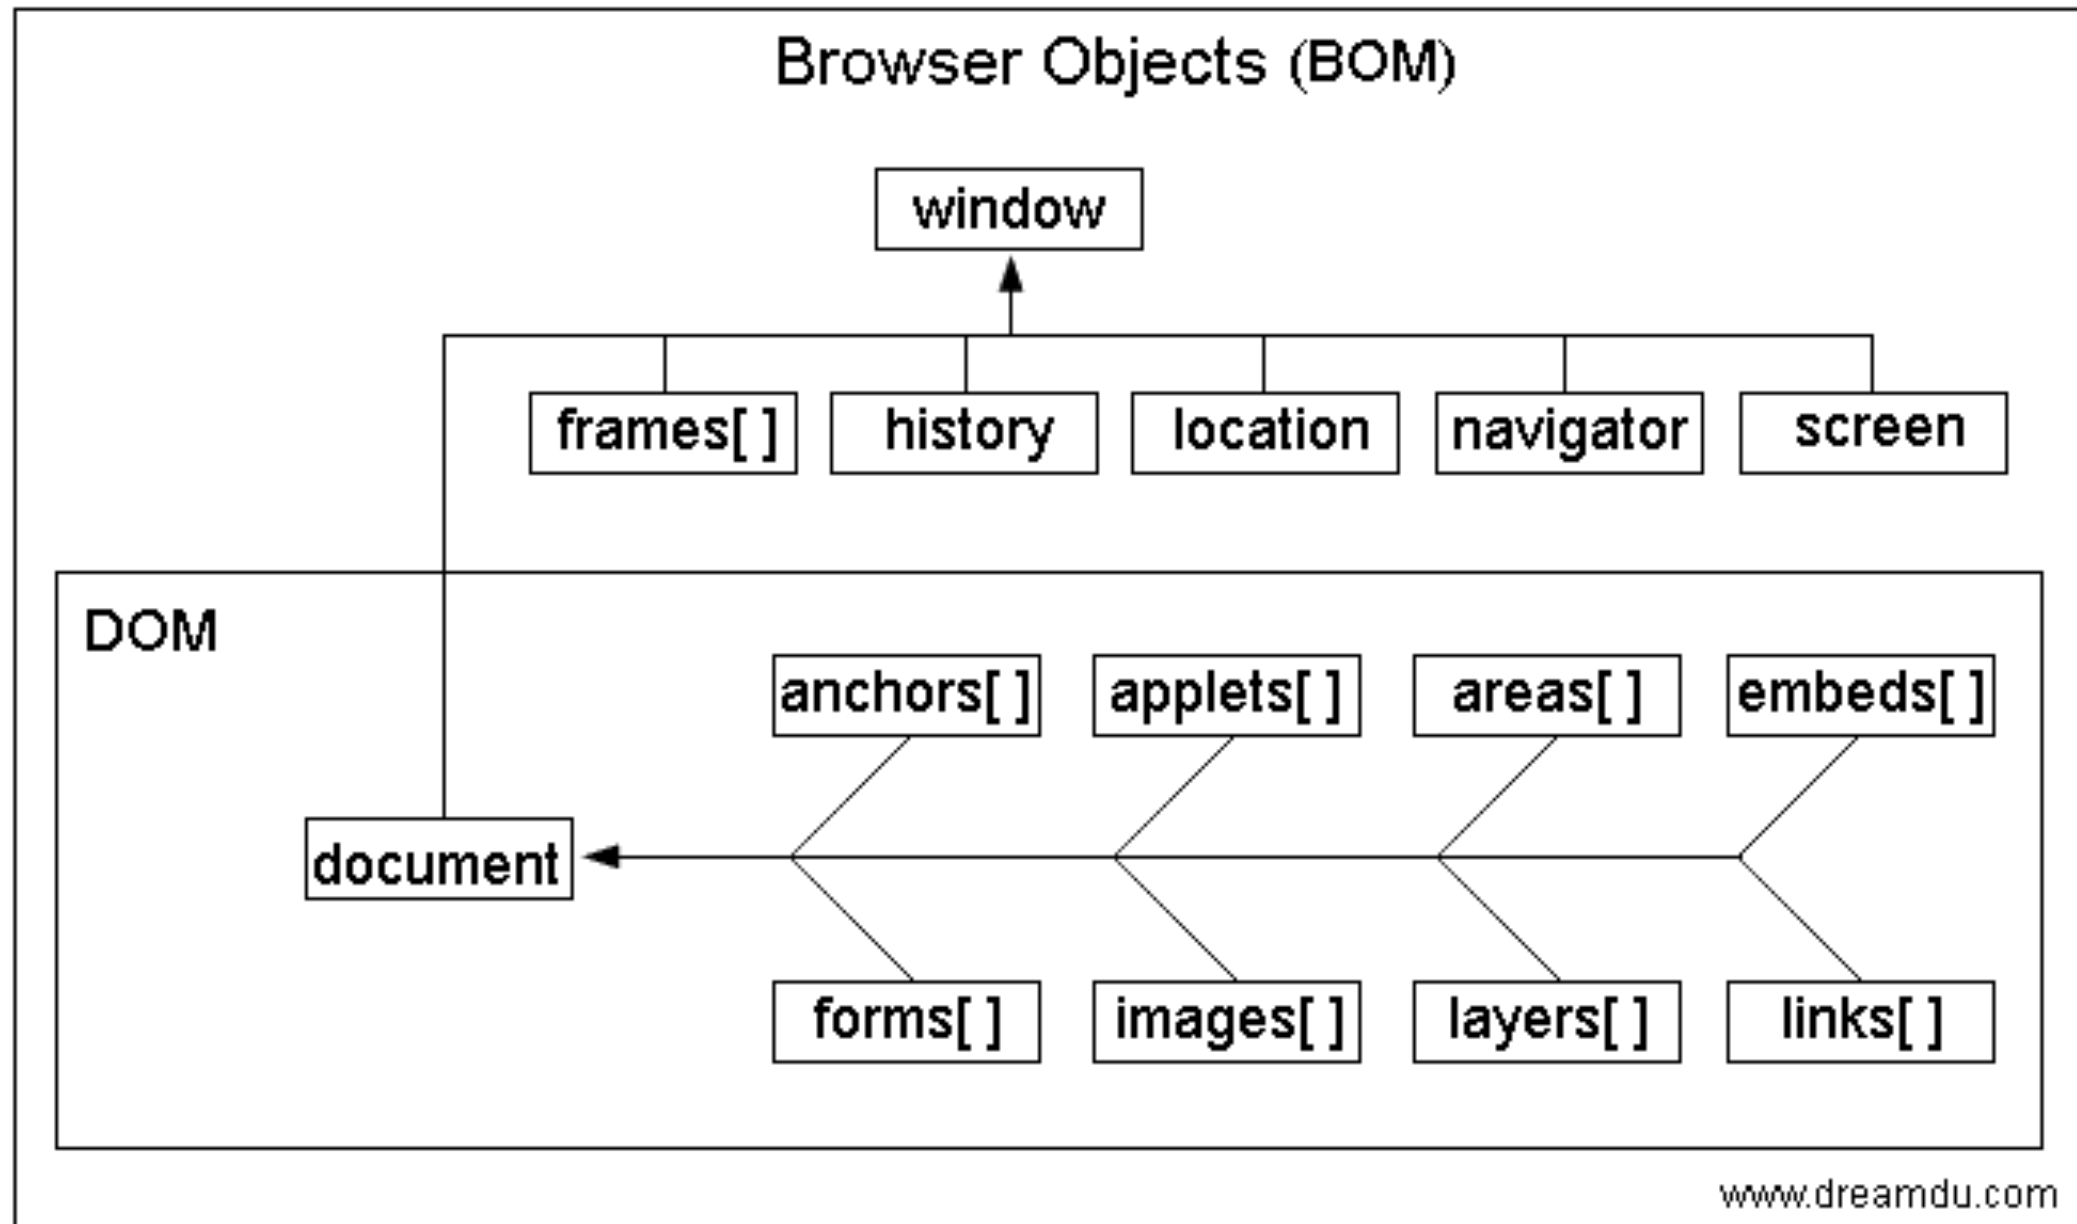 Browser Objects (BOM)
window
frames[ ]
history
location
navigator
screen
DOM
anchors[ ]
applets[ ]
areas[ ]
embeds[ ]
document
forms[ ]
images[ ]
layers[ ]
links[ ]
www.dreamdu.com